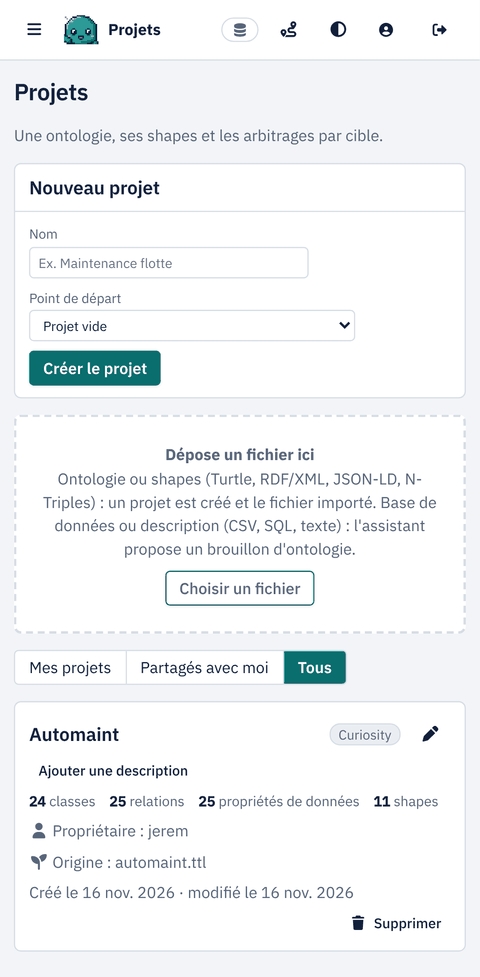 Projets
Projets
Une ontologie, ses shapes et les arbitrages par cible.
Nouveau projet
Nom
Ex. Maintenance flotte
Point de départ
Projet vide
Créer le projet
Dépose un fichier ici
Ontologie ou shapes (Turtle, RDF/XML, JSON-LD, N-
Triples) : un projet est créé et le fichier importé. Base de
données ou description (CSV, SQL, texte) : l'assistant
propose un brouillon d'ontologie.
Choisir un fichier
Mes projets Partagés avec moi Tous
Automaint Curiosity
Ajouter une description
24 classes 25 relations 25 propriétés de données 11 shapes
Propriétaire : jerem
Origine : automaint.ttl
Créé le 16 nov. 2026 · modifié le 16 nov. 2026
Supprimer